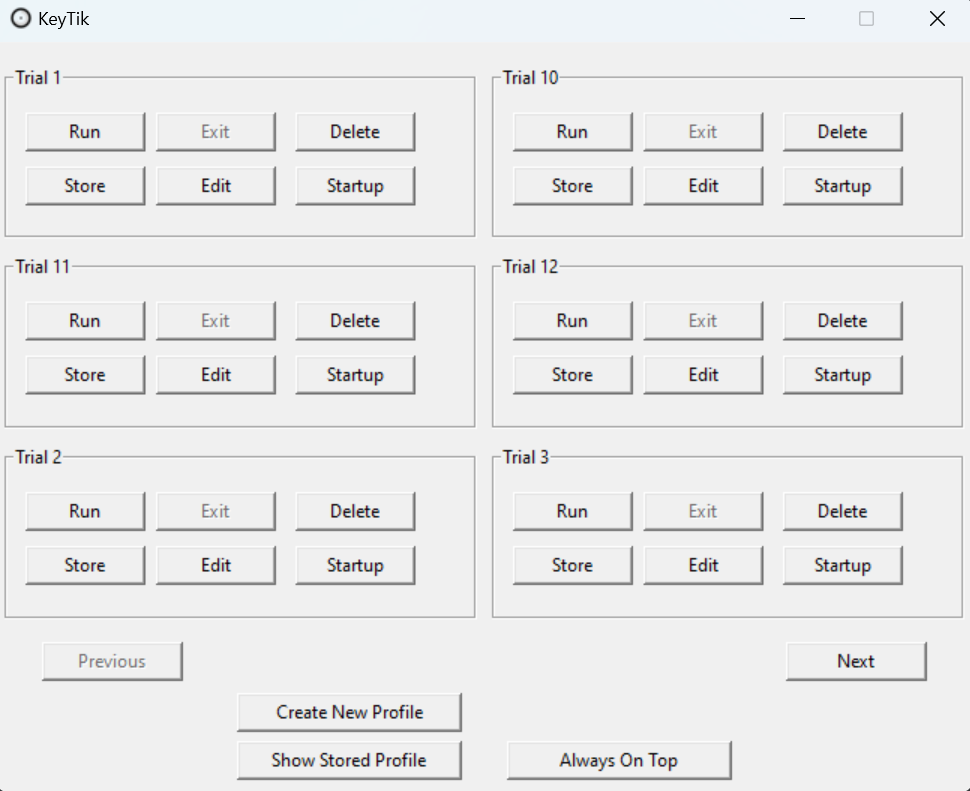 KeyTik
Trial 1
Run Exit Delete
Store Edit Startup
Trial 10
Run Exit Delete
Store Edit Startup
Trial 11
Run Exit Delete
Store Edit Startup
Trial 12
Run Exit Delete
Store Edit Startup
Trial 2
Run Exit Delete
Store Edit Startup
Trial 3
Run Exit Delete
Store Edit Startup
Previous Next
Create New Profile
Show Stored Profile Always On Top